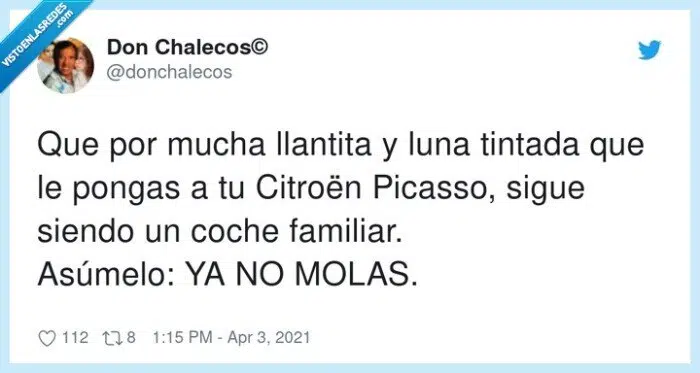 VISTOENLASREDES
.com
Don Chalecos©
@donchalecos
Que por mucha llantita y luna tintada que
le pongas a tu Citroën Picasso, sigue
siendo un coche familiar.
Asúmelo: YA NO MOLAS.
112 8 1:15 PM - Apr 3, 2021